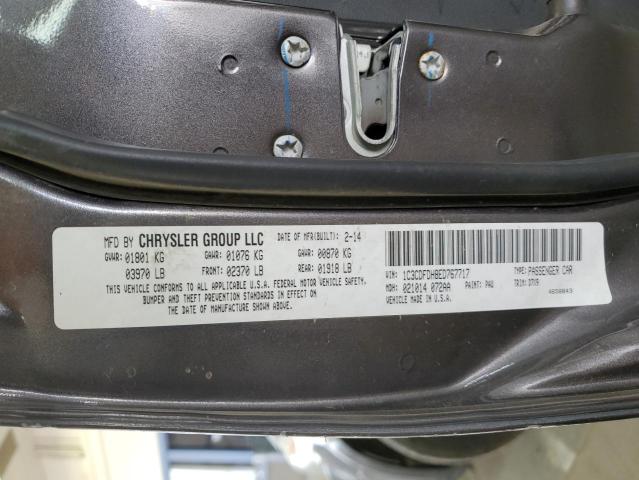 MFD BY CHRYSLER GROUP LLC DATE OF MFR(BUILT): 2-14
GVWR: 01801 KG GAWR: 01076 KG GAWR: 00870 KG
03970 LB FRONT: 02370 LB REAR: 01918 LB
THIS VEHICLE CONFORMS TO ALL APPLICABLE U.S.A. FEDERAL MOTOR VEHICLE SAFETY,
BUMPER AND THEFT PREVENTION STANDARDS IN EFFECT ON
THE DATE OF MANUFACTURE SHOWN ABOVE.
VIN: 1C3CDFDH8ED767717 TYPE: PASSENGER CAR
MDH: 021014 072AA PAINT: PAU TRIM: D7X9
VEHICLE MADE IN U.S.A. 4658043